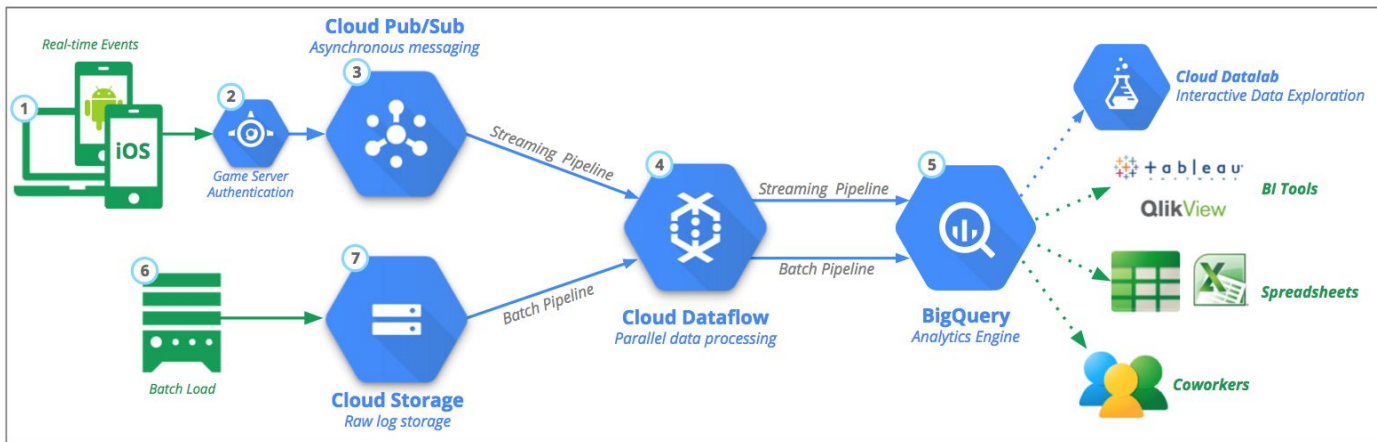 Real-time Events
1
iOS
2
Game Server
Authentication
Cloud Pub/Sub
Asynchronous messaging
3
Streaming Pipeline
6
Batch Load
7
Cloud Storage
Raw log storage
Batch Pipeline
4
Cloud Dataflow
Parallel data processing
Streaming Pipeline
Batch Pipeline
5
BigQuery
Analytics Engine
Cloud Datalab
Interactive Data Exploration
+ableau
SOFTWARE
QlikView
BI Tools
X
Spreadsheets
Coworkers